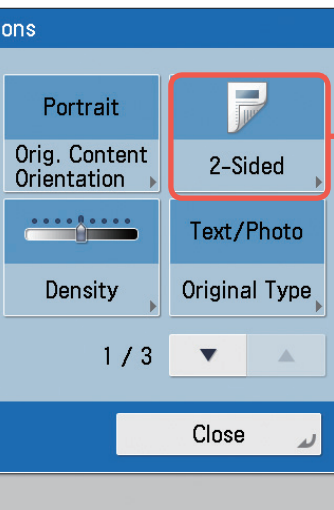 ons
Portrait
Orig. Content
Orientation
2-Sided
Density
Text/Photo
Original Type
1 / 3
Close